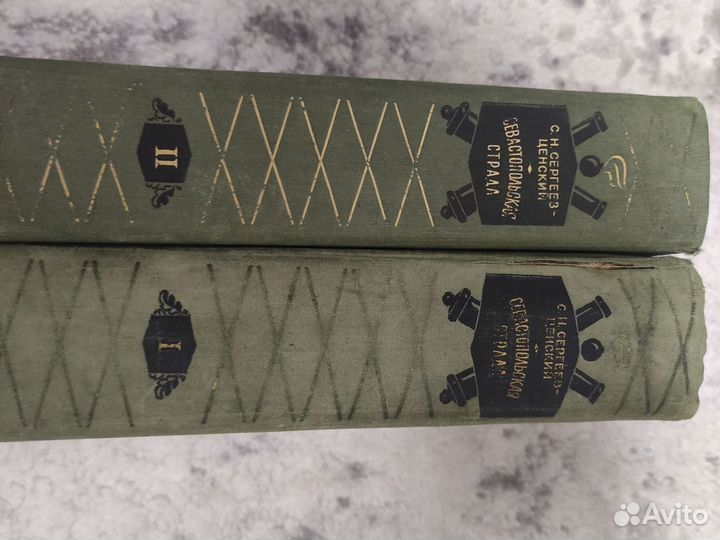 С. Н. СЕРГЕЕВ-
ЦЕНСКИЙ
СЕВАСТОПОЛЬСКАЯ
СТРАДА
II
С. Н. СЕРГЕЕВ-
ЦЕНСКИЙ
СЕВАСТОПОЛЬСКАЯ
СТРАДА
I
Avito